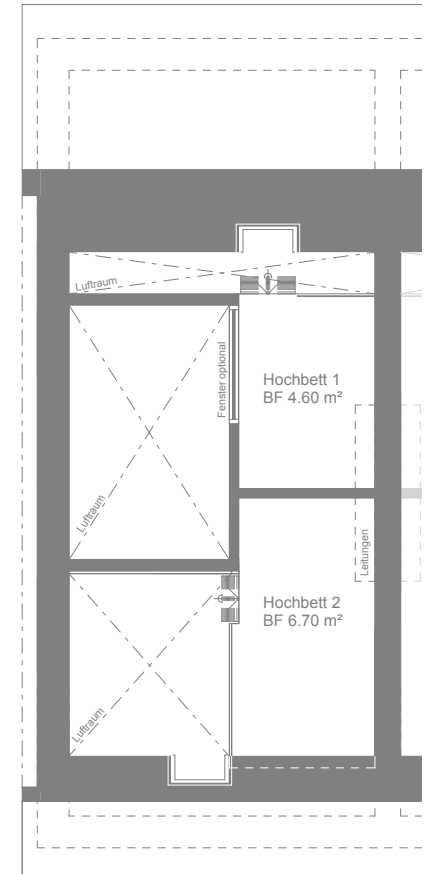 Luftraum
Fenster optional
Hochbett 1
BF 4.60 m²
Luftraum
Leitungen
Hochbett 2
BF 6.70 m²
Luftraum